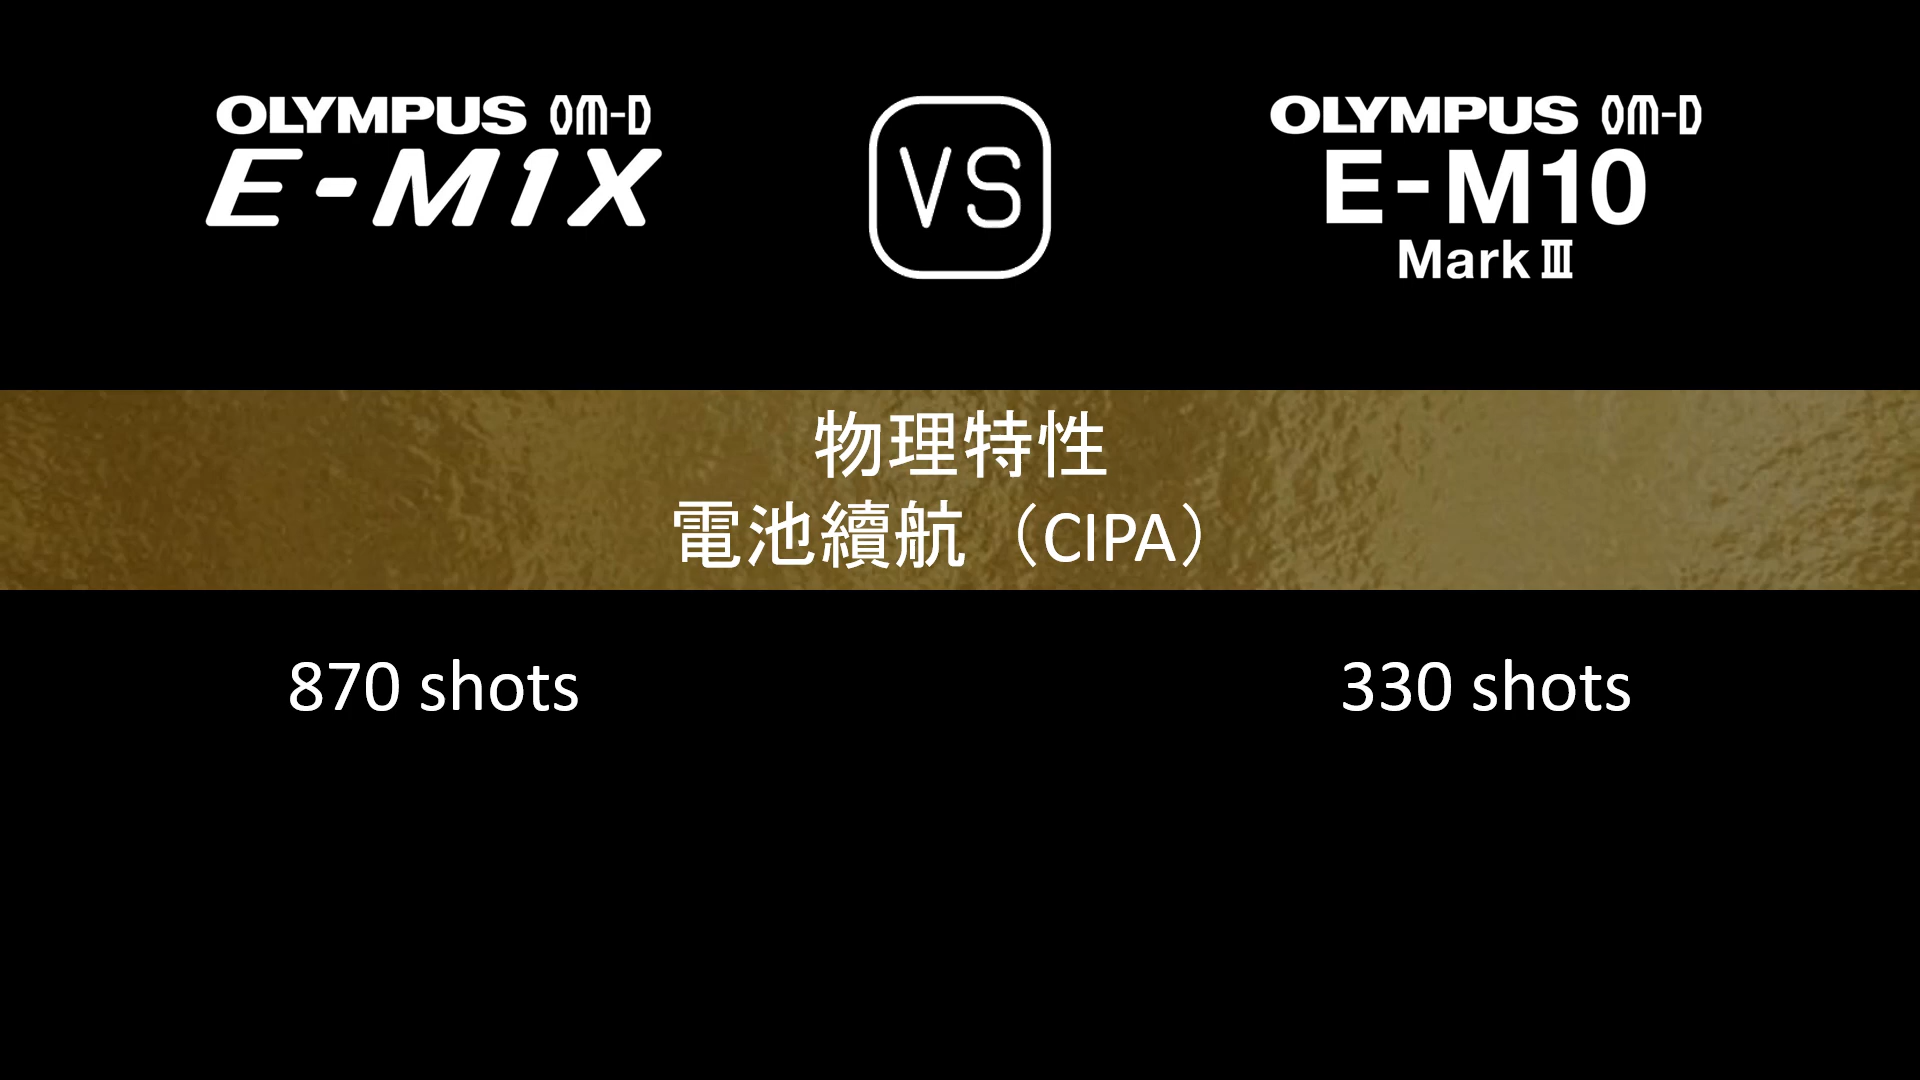 OLYMPUS OM-D
E-M1X
VS
OLYMPUS OM-D
E-M10
Mark III
物理特性
電池續航（CIPA）
870 shots
330 shots